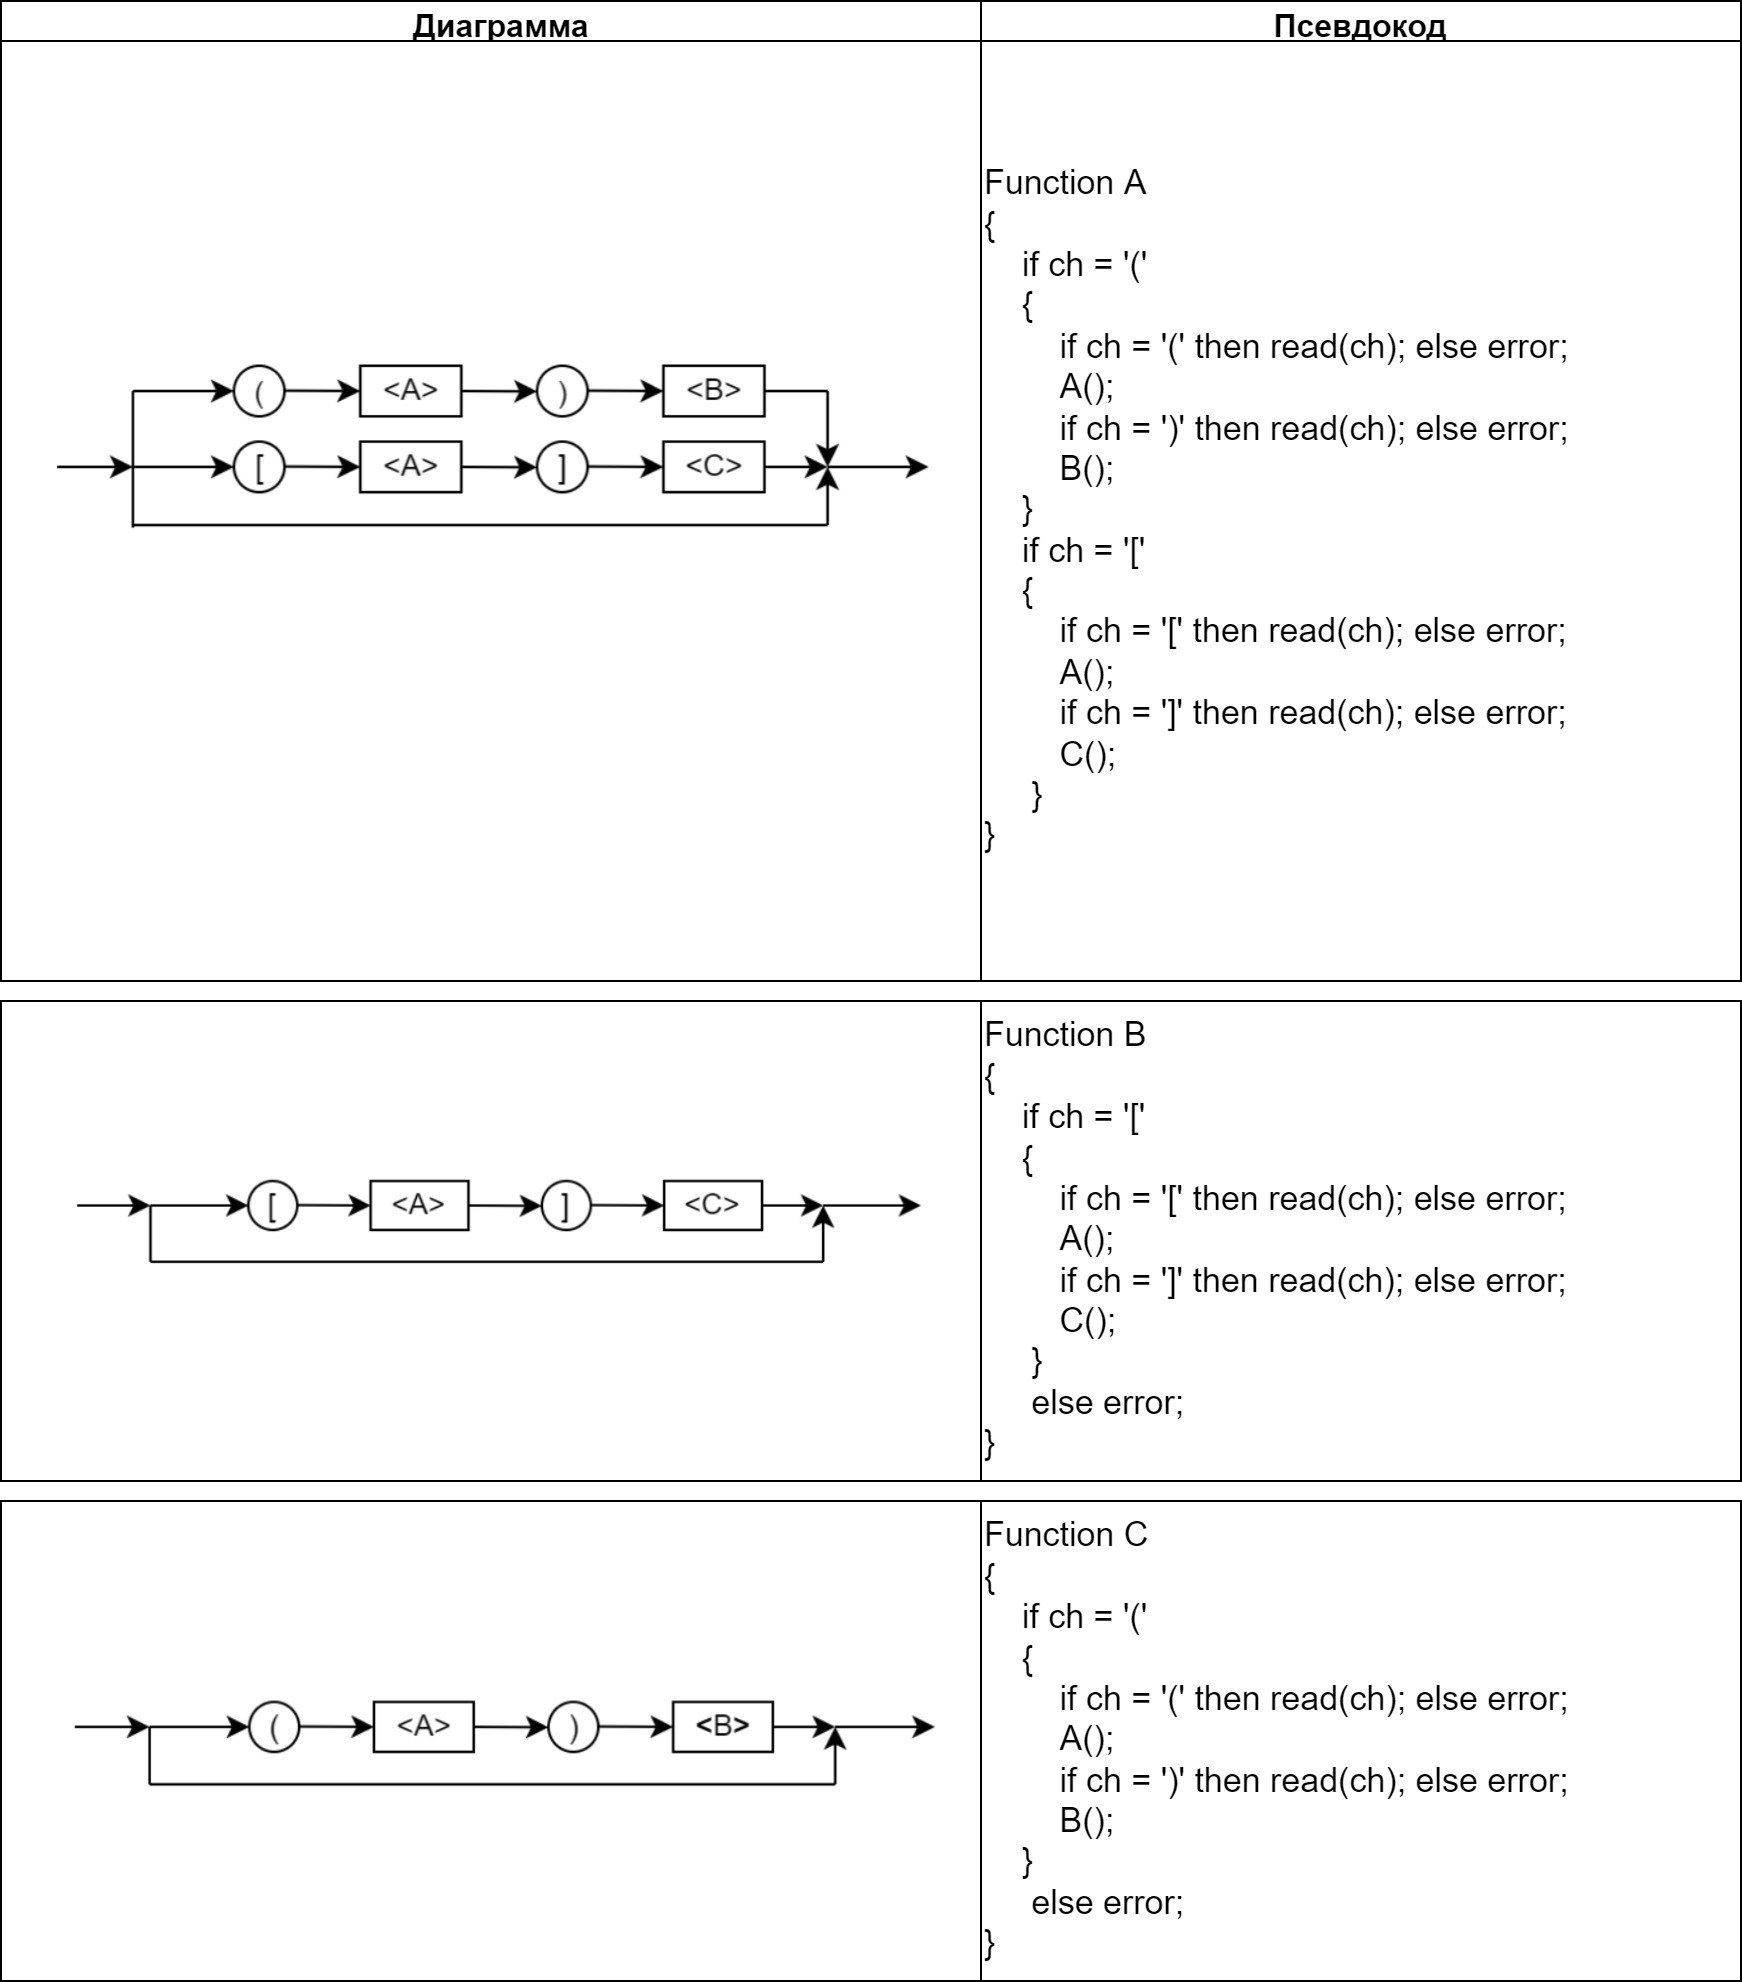 Диаграмма
Псевдокод
( <A> ) <B>
[ <A> ] <C>
Function A
{
if ch = '('
{
if ch = '(' then read(ch); else error;
A();
if ch = ')' then read(ch); else error;
B();
}
if ch = '['
{
if ch = '[' then read(ch); else error;
A();
if ch = ']' then read(ch); else error;
C();
}
}
[ <A> ] <C>
Function B
{
if ch = '['
{
if ch = '[' then read(ch); else error;
A();
if ch = ']' then read(ch); else error;
C();
}
else error;
}
( <A> ) <B>
Function C
{
if ch = '('
{
if ch = '(' then read(ch); else error;
A();
if ch = ')' then read(ch); else error;
B();
}
else error;
}